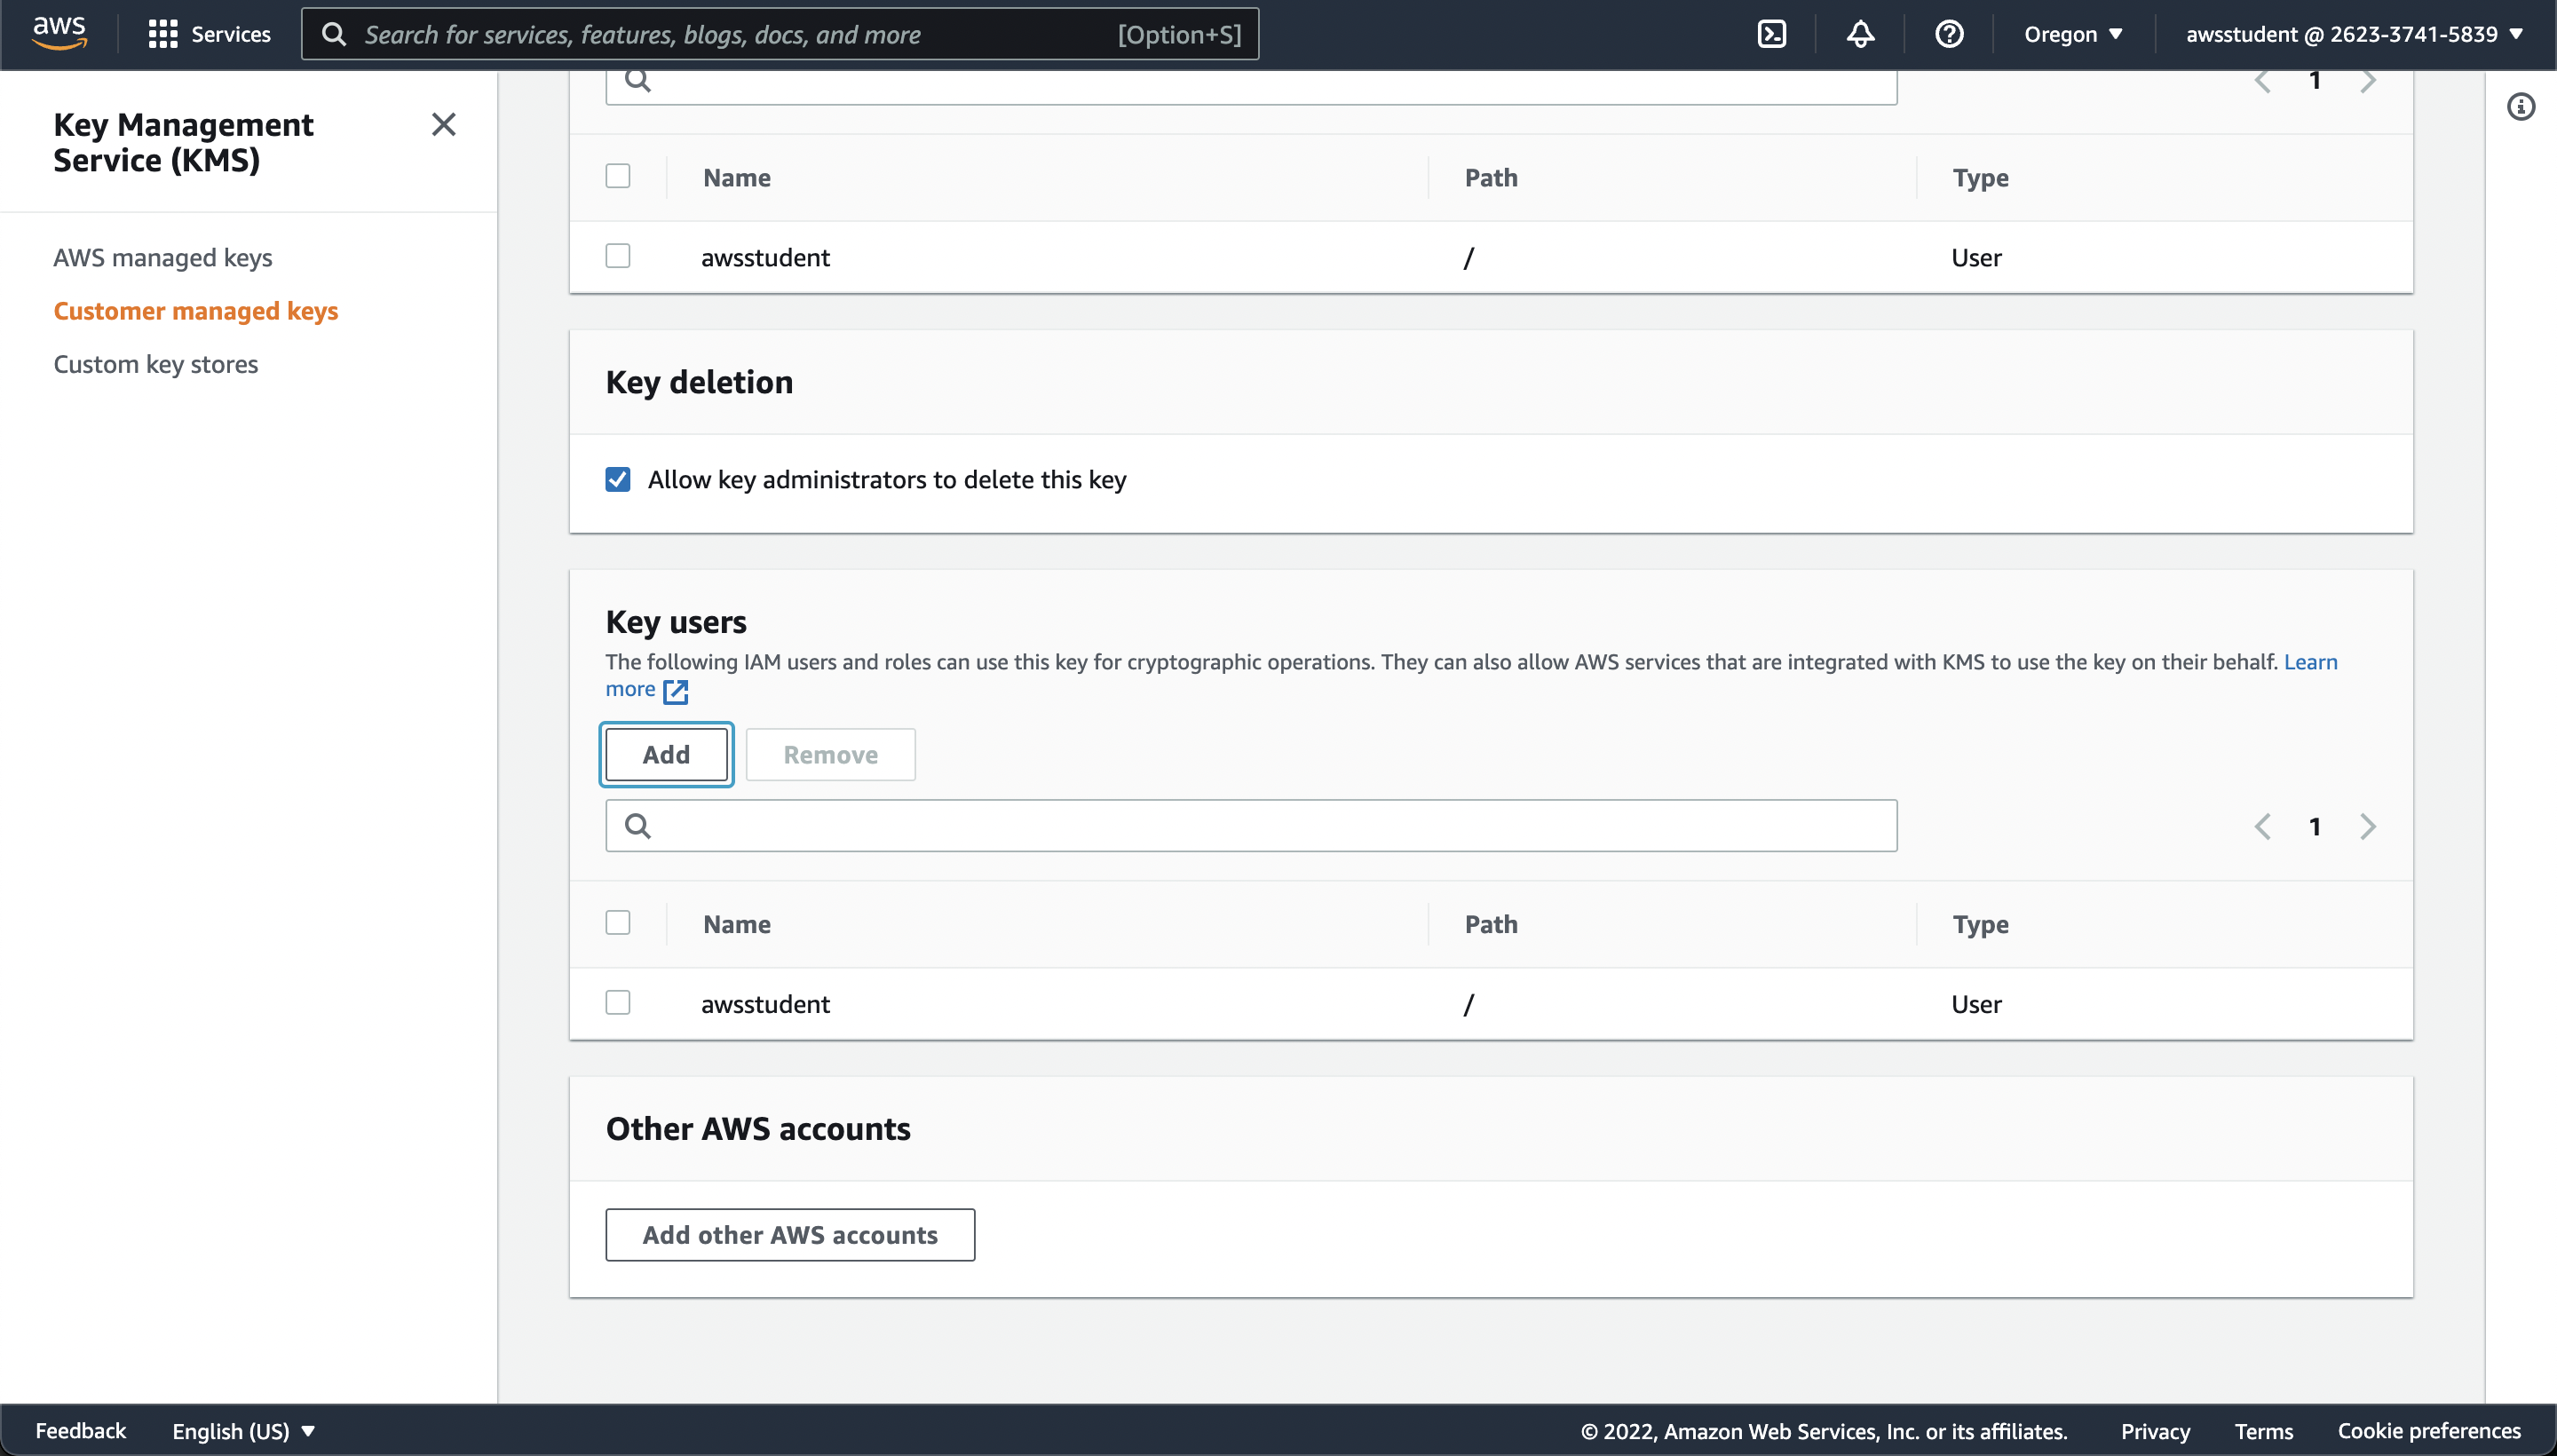 aws
Services
Search for services, features, blogs, docs, and more
[Option+S]
Oregon ▼
awsstudent @ 2623-3741-5839 ▼
Key Management
Service (KMS)
AWS managed keys
Customer managed keys
Custom key stores
1
Name
Path
Type
awsstudent
/
User
Key deletion
Allow key administrators to delete this key
Key users
The following IAM users and roles can use this key for cryptographic operations. They can also allow AWS services that are integrated with KMS to use the key on their behalf. Learn
more
Add
Remove
1
Name
Path
Type
awsstudent
/
User
Other AWS accounts
Add other AWS accounts
Feedback
English (US) ▼
© 2022, Amazon Web Services, Inc. or its affiliates.
Privacy
Terms
Cookie preferences